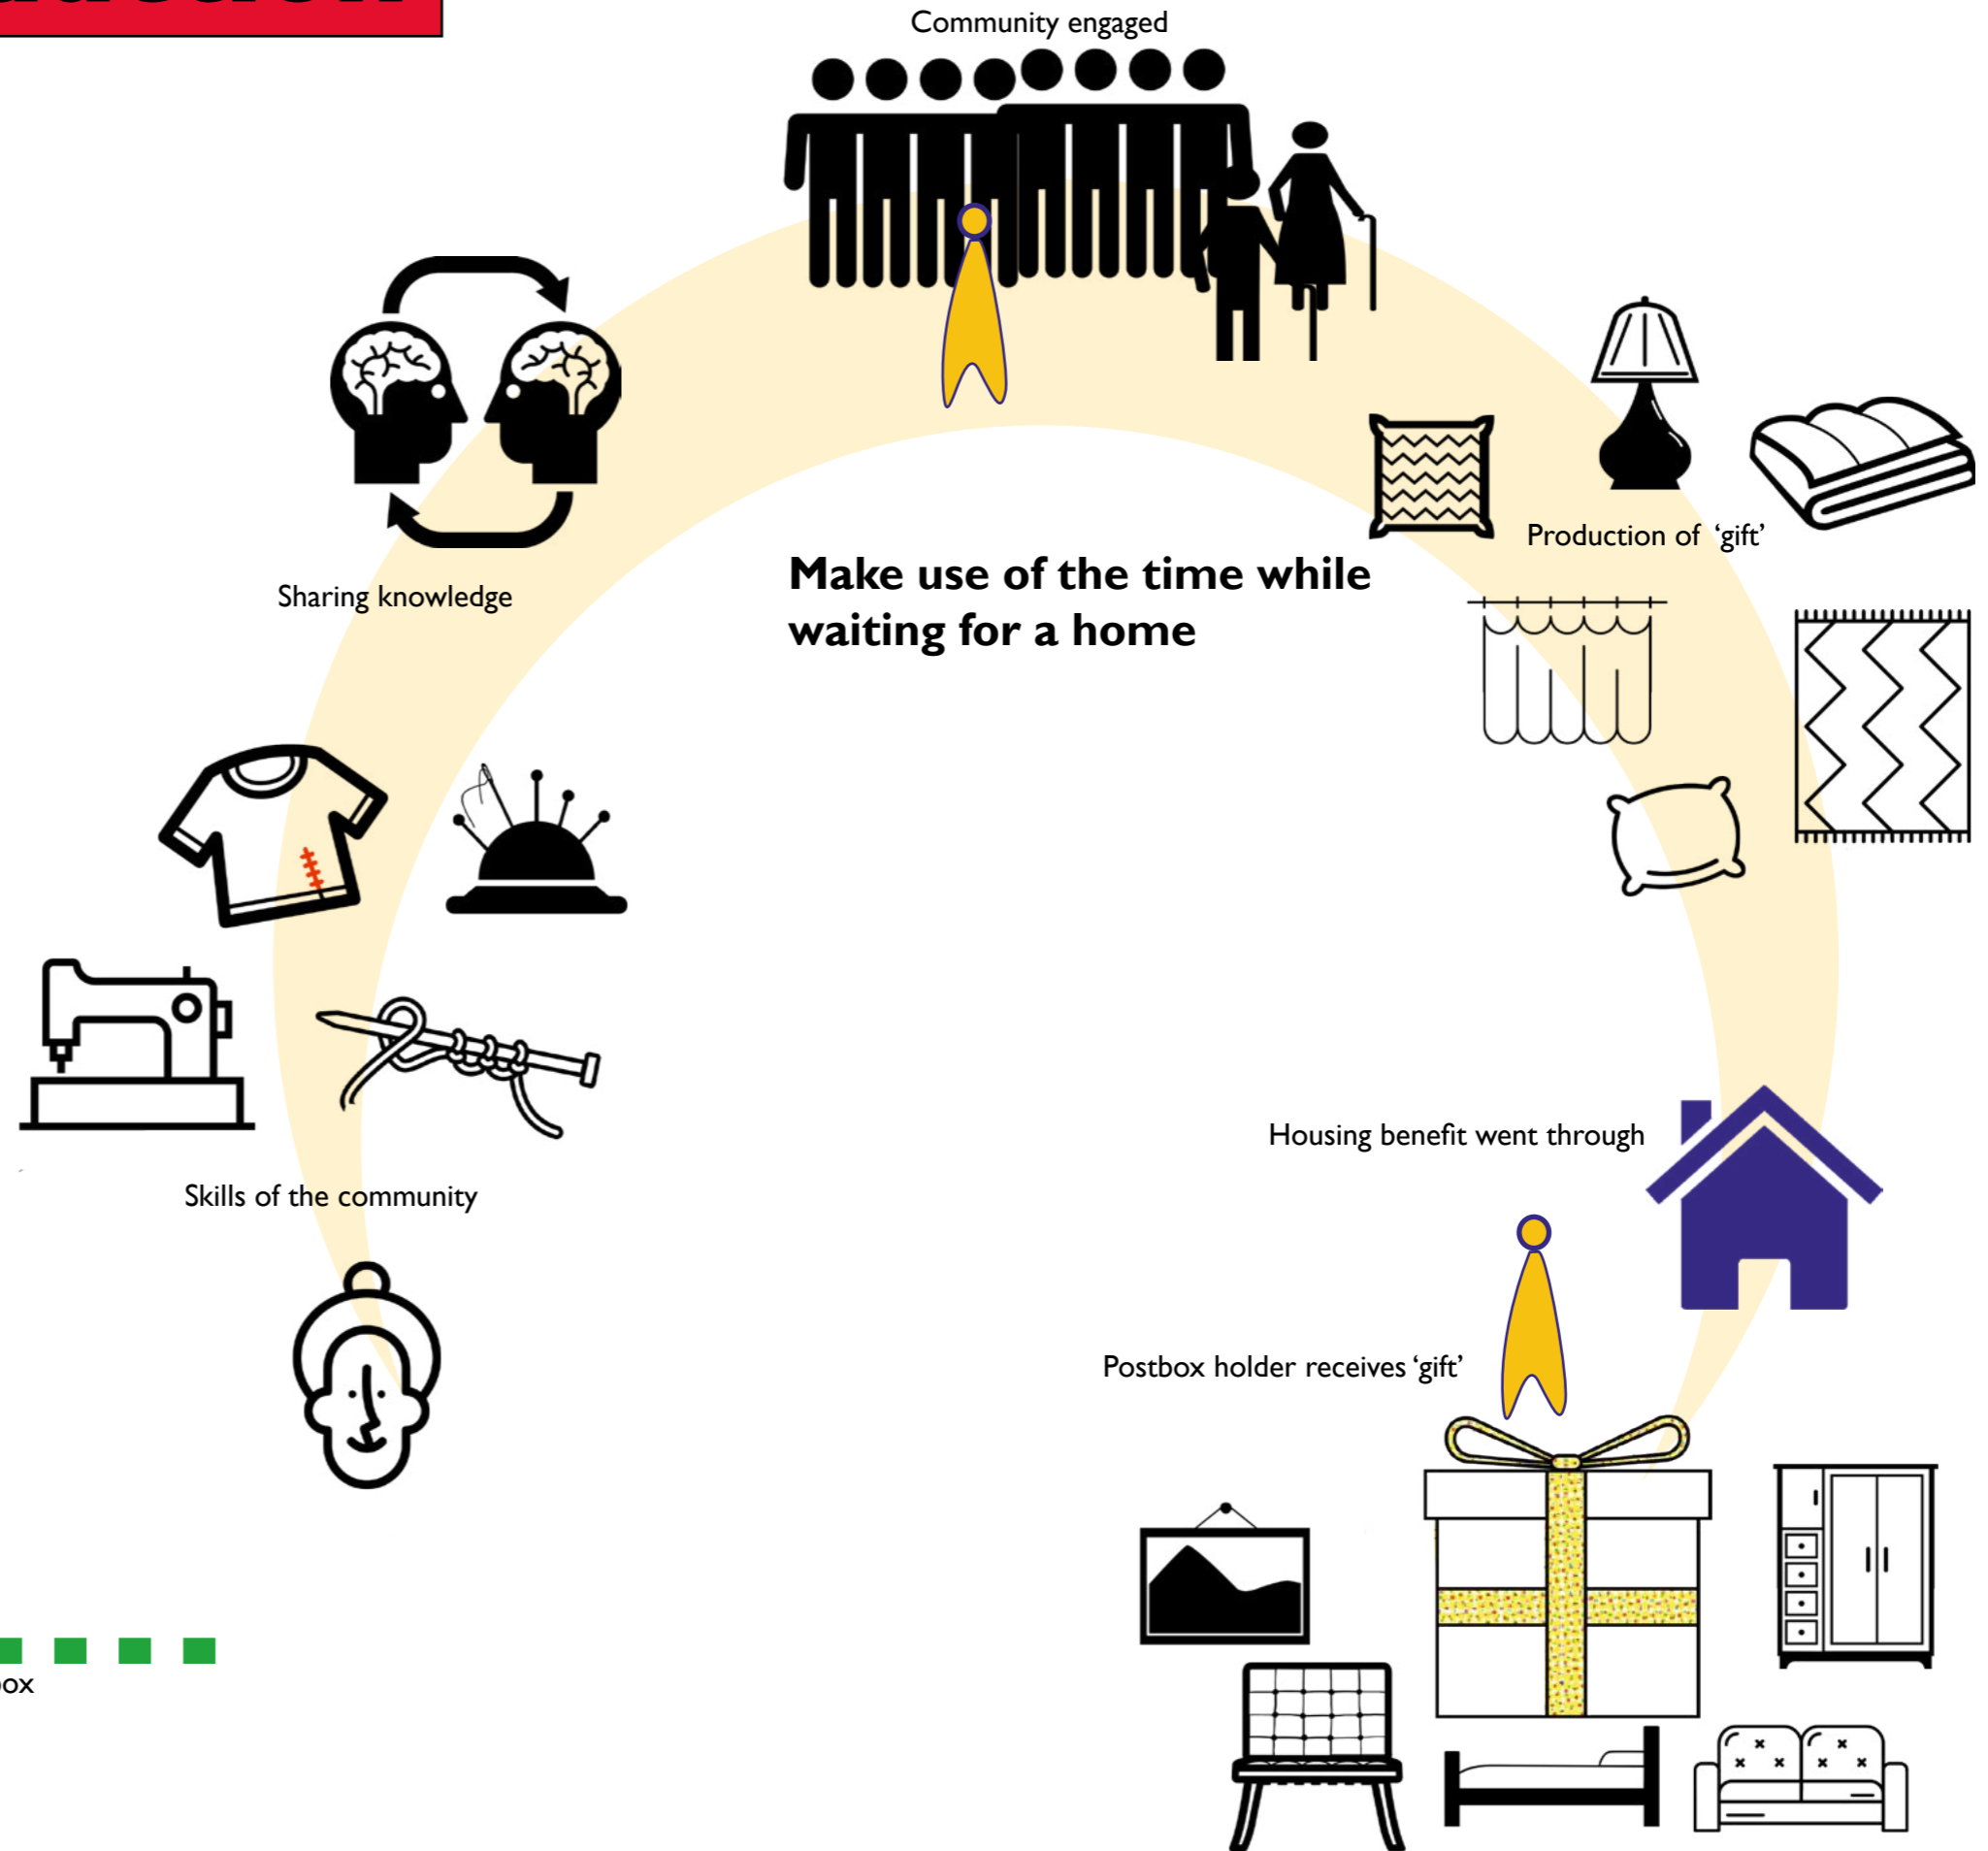 Community engaged
Sharing knowledge
Production of ‘gift’
Make use of the time while
waiting for a home
Skills of the community
Housing benefit went through
Postbox holder receives ‘gift’